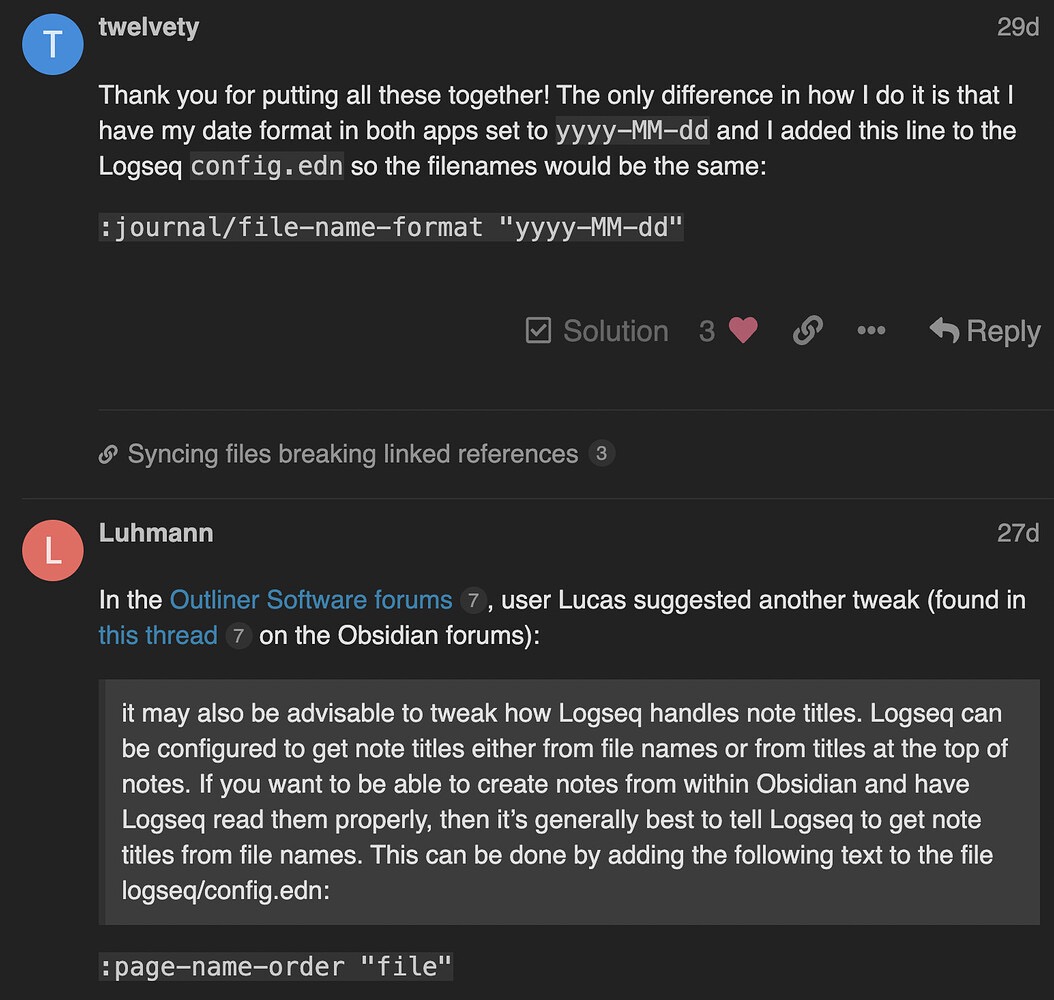 T
twelvety
29d
Thank you for putting all these together! The only difference in how I do it is that I
have my date format in both apps set to yyyy-MM-dd and I added this line to the
Logseq config.edn so the filenames would be the same:
:journal/file-name-format "yyyy-MM-dd"
Solution 3 Reply
Syncing files breaking linked references 3
L
Luhmann
27d
In the Outliner Software forums 7, user Lucas suggested another tweak (found in
this thread 7 on the Obsidian forums):
it may also be advisable to tweak how Logseq handles note titles. Logseq can
be configured to get note titles either from file names or from titles at the top of
notes. If you want to be able to create notes from within Obsidian and have
Logseq read them properly, then it’s generally best to tell Logseq to get note
titles from file names. This can be done by adding the following text to the file
logseq/config.edn:
:page-name-order "file"